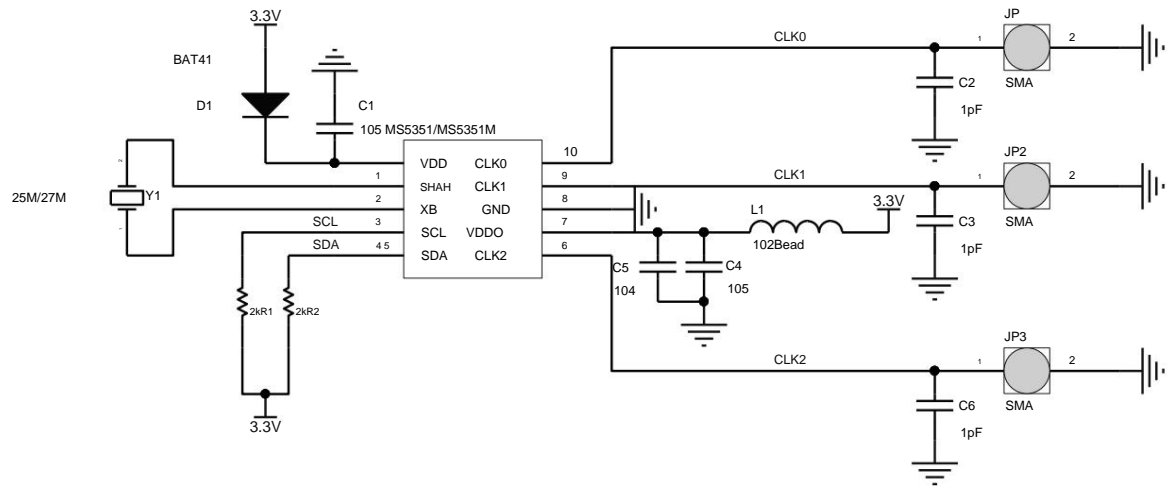 3.3V
JP
CLK0
1
2
BAT41
C2
D1
C1
SMA
1pF
105 MS5351/MS5351M
10
JP2
VDD
CLK0
2
1
9
CLK1
1
2
SHAH
CLK1
25M/27M
Y1
2
8
3.3V
XB
GND
L1
C3
SCL
3
7
SMA
1
SCL
VDDO
1pF
SDA
4 5
6
102Bead
SDA
CLK2
C5
C4
104
105
2kR1
2kR2
JP3
CLK2
1
2
3.3V
C6
SMA
1pF